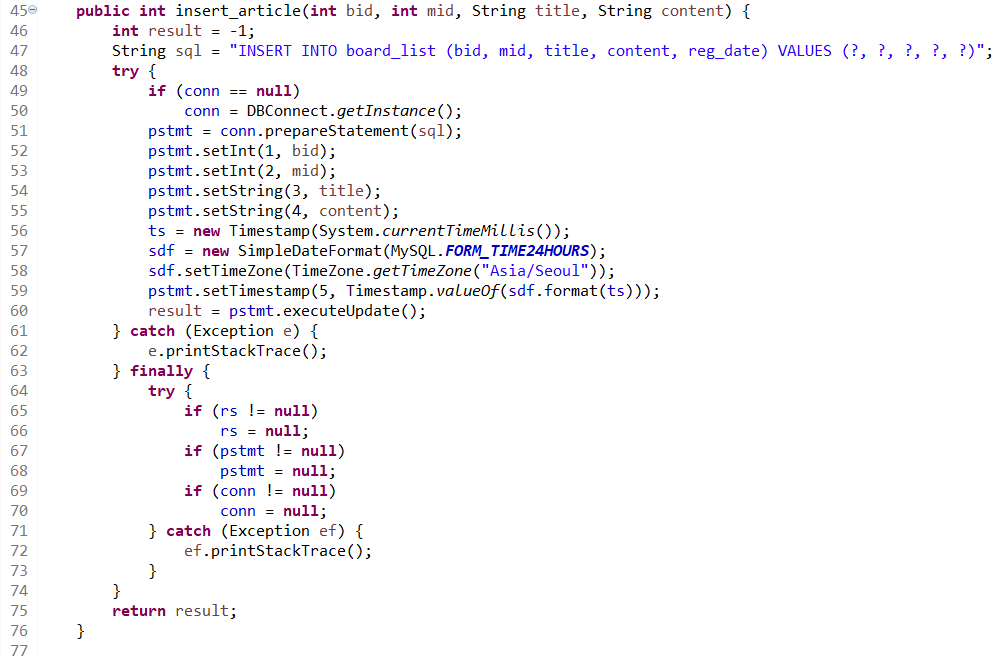 45 public int insert_article(int bid, int mid, String title, String content) {
46 int result = -1;
47 String sql = "INSERT INTO board_list (bid, mid, title, content, reg_date) VALUES (?, ?, ?, ?, ?)";
48 try {
49 if (conn == null)
50 conn = DBConnect.getInstance();
51 pstmt = conn.prepareStatement(sql);
52 pstmt.setInt(1, bid);
53 pstmt.setInt(2, mid);
54 pstmt.setString(3, title);
55 pstmt.setString(4, content);
56 ts = new Timestamp(System.currentTimeMillis());
57 sdf = new SimpleDateFormat(MySQL.FORM_TIME24HOURS);
58 sdf.setTimeZone(TimeZone.getTimeZone("Asia/Seoul"));
59 pstmt.setTimestamp(5, Timestamp.valueOf(sdf.format(ts)));
60 result = pstmt.executeUpdate();
61 } catch (Exception e) {
62 e.printStackTrace();
63 } finally {
64 try {
65 if (rs != null)
66 rs = null;
67 if (pstmt != null)
68 pstmt = null;
69 if (conn != null)
70 conn = null;
71 } catch (Exception ef) {
72 ef.printStackTrace();
73 }
74 }
75 return result;
76 }
77